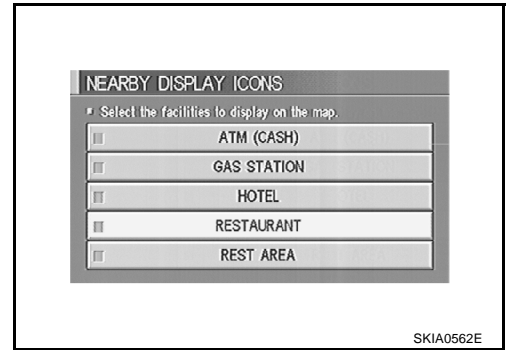 NEARBY DISPLAY ICONS
Select the facilities to display on the map.
ATM (CASH)
GAS STATION
HOTEL
RESTAURANT
REST AREA
SKIA0562E